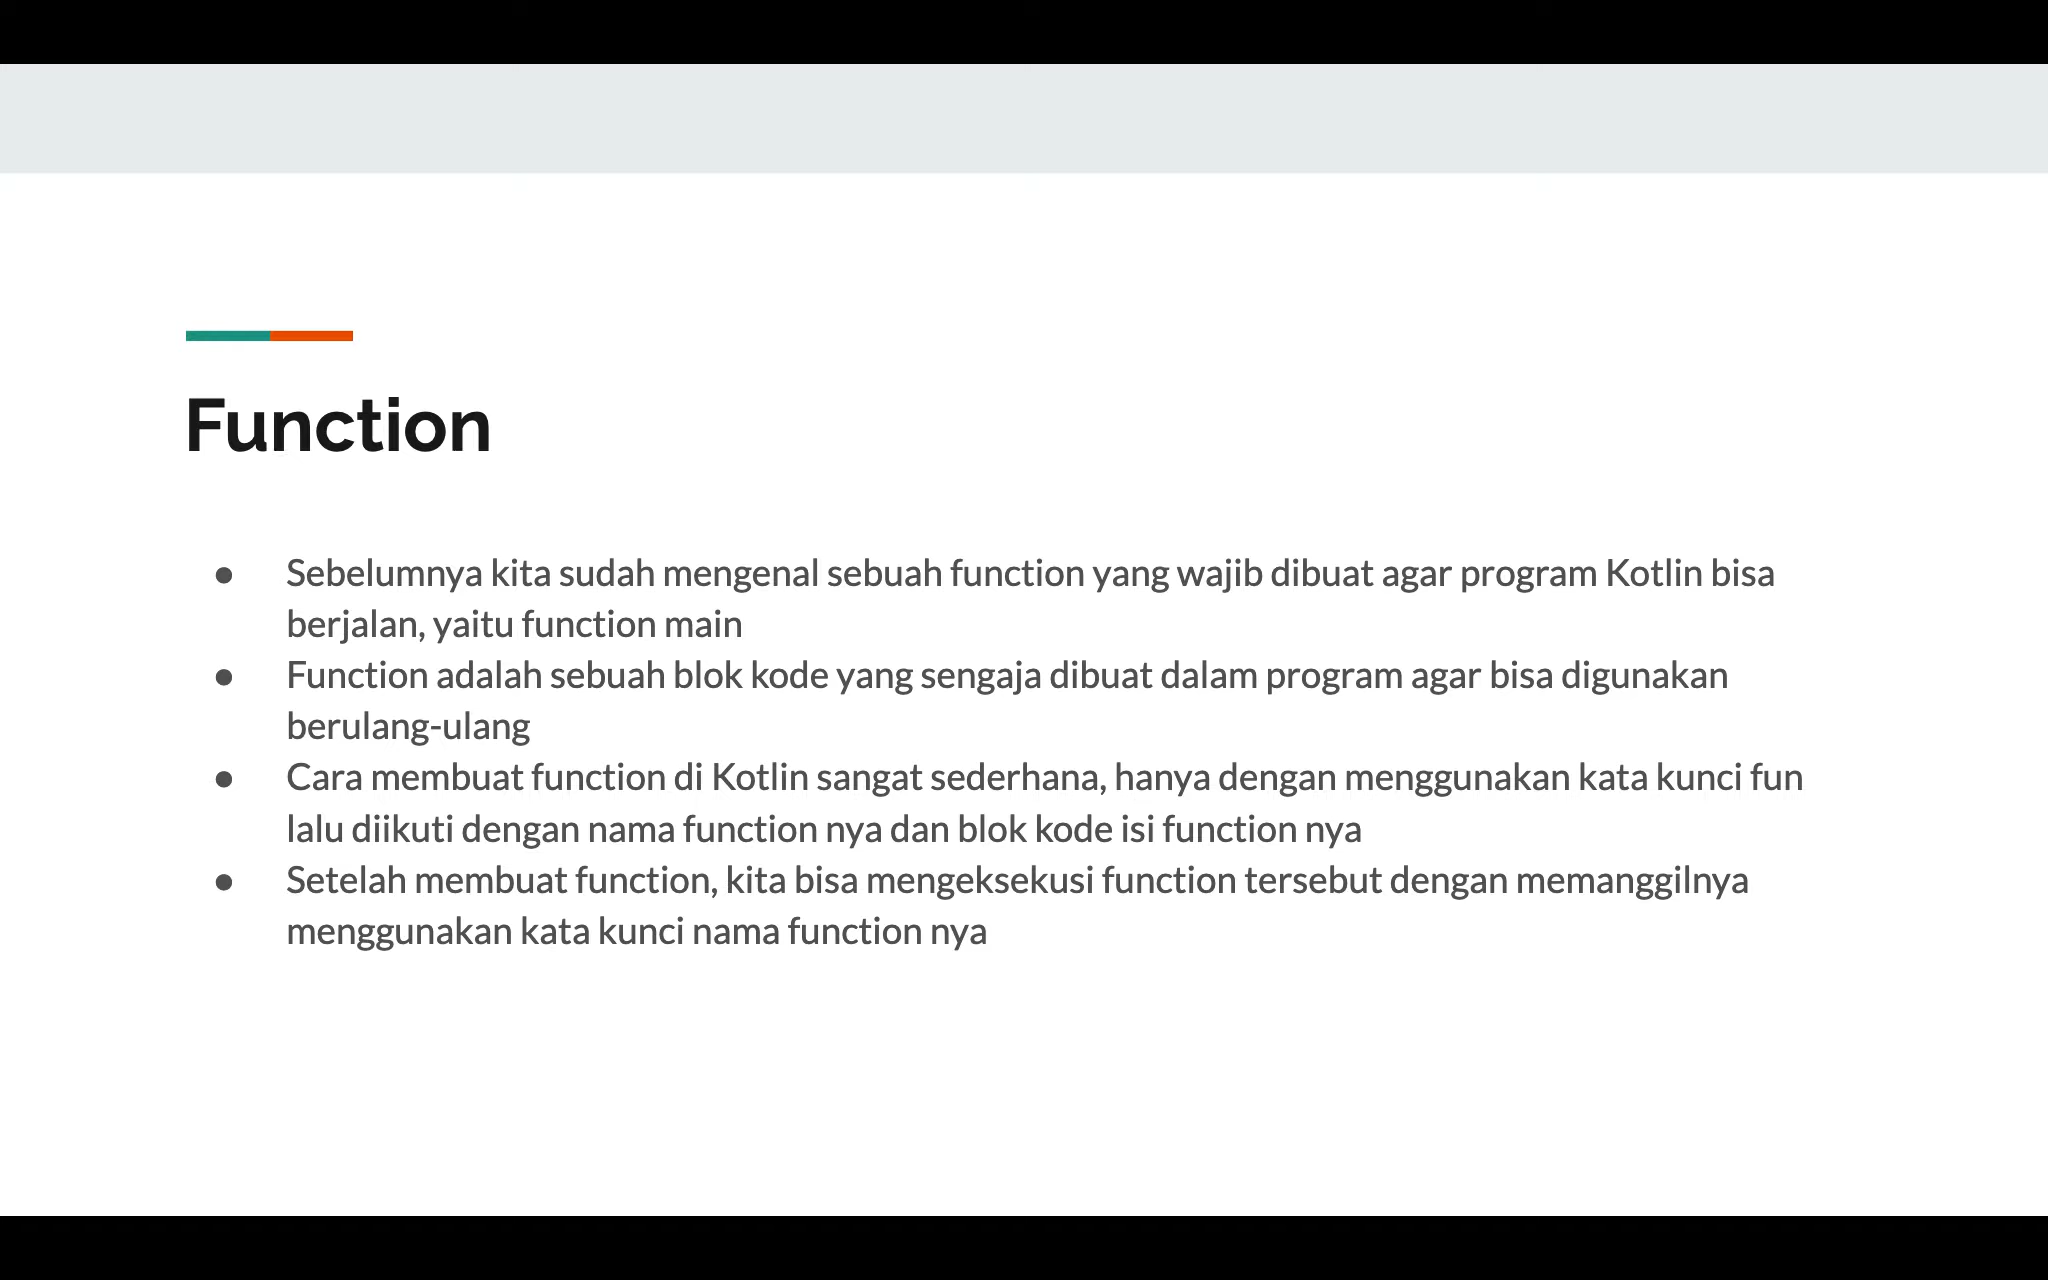 Function
● Sebelumnya kita sudah mengenal sebuah function yang wajib dibuat agar program Kotlin bisa
berjalan, yaitu function main
● Function adalah sebuah blok kode yang sengaja dibuat dalam program agar bisa digunakan
berulang-ulang
● Cara membuat function di Kotlin sangat sederhana, hanya dengan menggunakan kata kunci fun
lalu diikuti dengan nama function nya dan blok kode isi function nya
● Setelah membuat function, kita bisa mengeksekusi function tersebut dengan memanggilnya
menggunakan kata kunci nama function nya